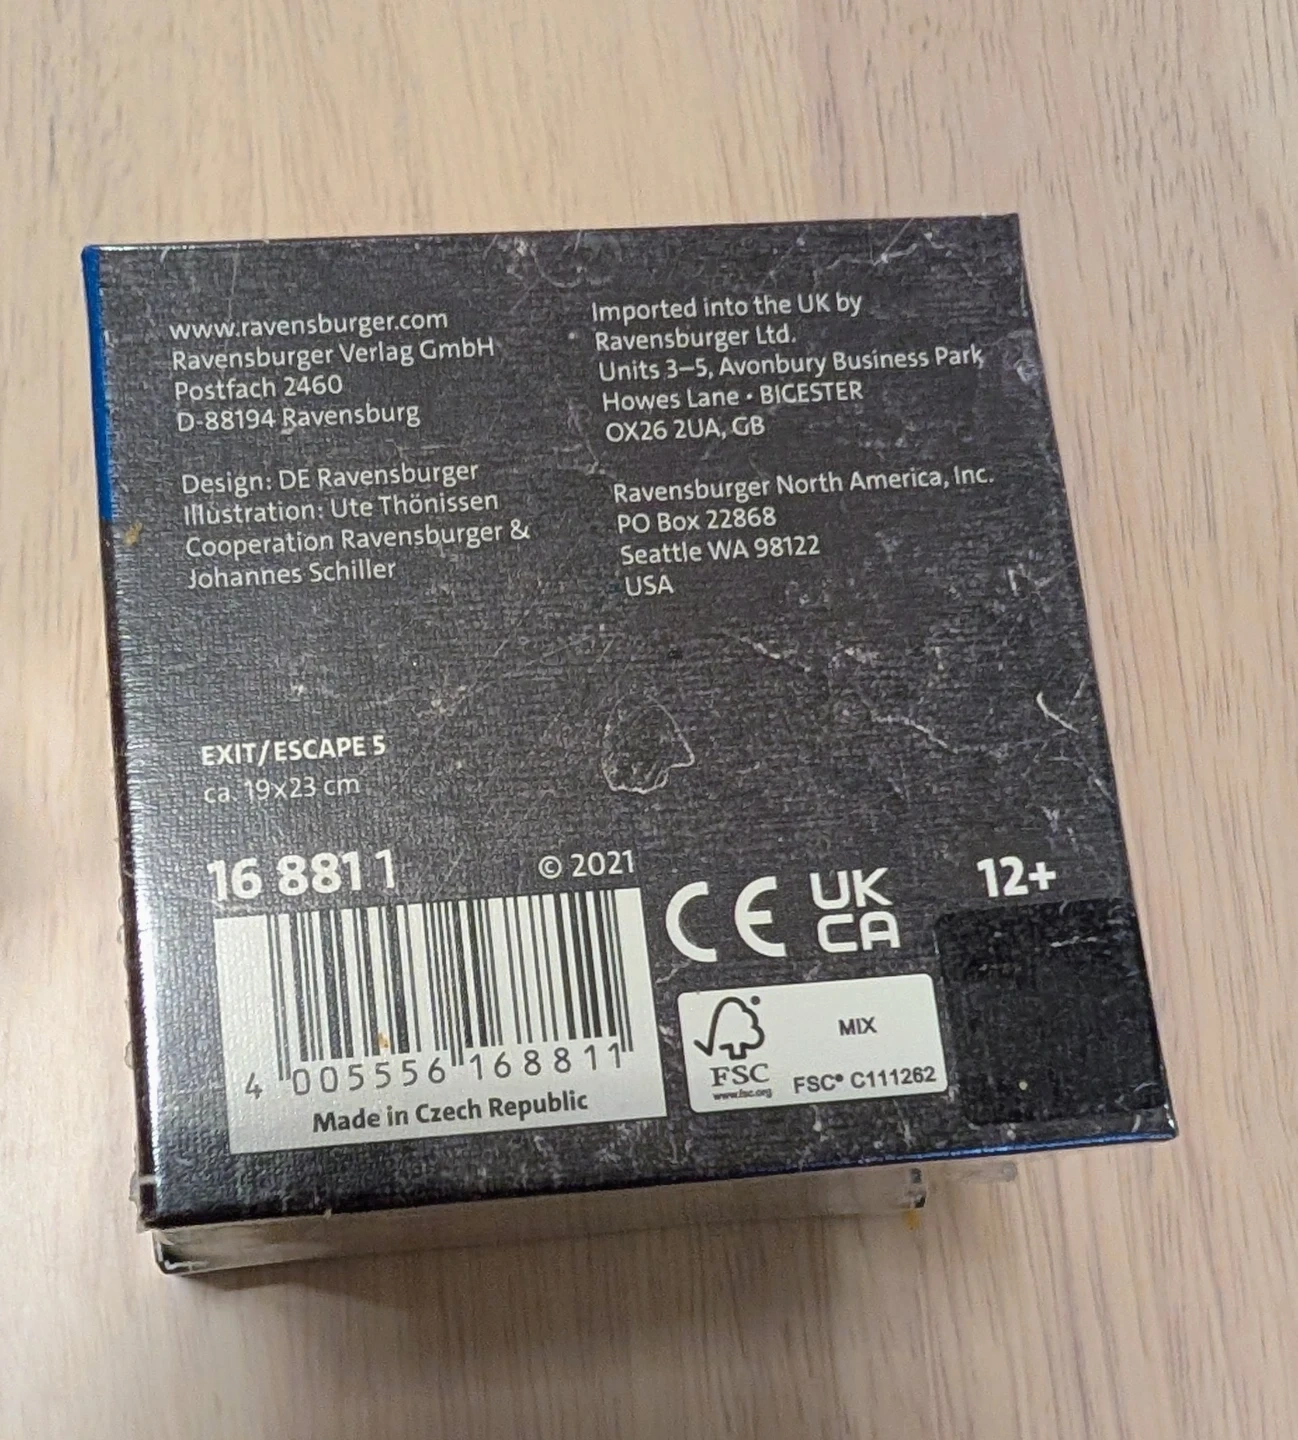 www.ravensburger.com
Ravensburger Verlag GmbH
Postfach 2460
D-88194 Ravensburg
Design: DE Ravensburger
Illustration: Ute Thönissen
Cooperation Ravensburger &
Johannes Schiller
Imported into the UK by
Ravensburger Ltd.
Units 3–5, Avonbury Business Park
Howes Lane • BICESTER
OX26 2UA, GB
Ravensburger North America, Inc.
PO Box 22868
Seattle WA 98122
USA
EXIT/ESCAPE 5
ca. 19x23 cm
16 881 1
© 2021
4 005556 168811
Made in Czech Republic
CE
UK
CA
12+
FSC
www.fsc.org
MIX
FSC® C111262